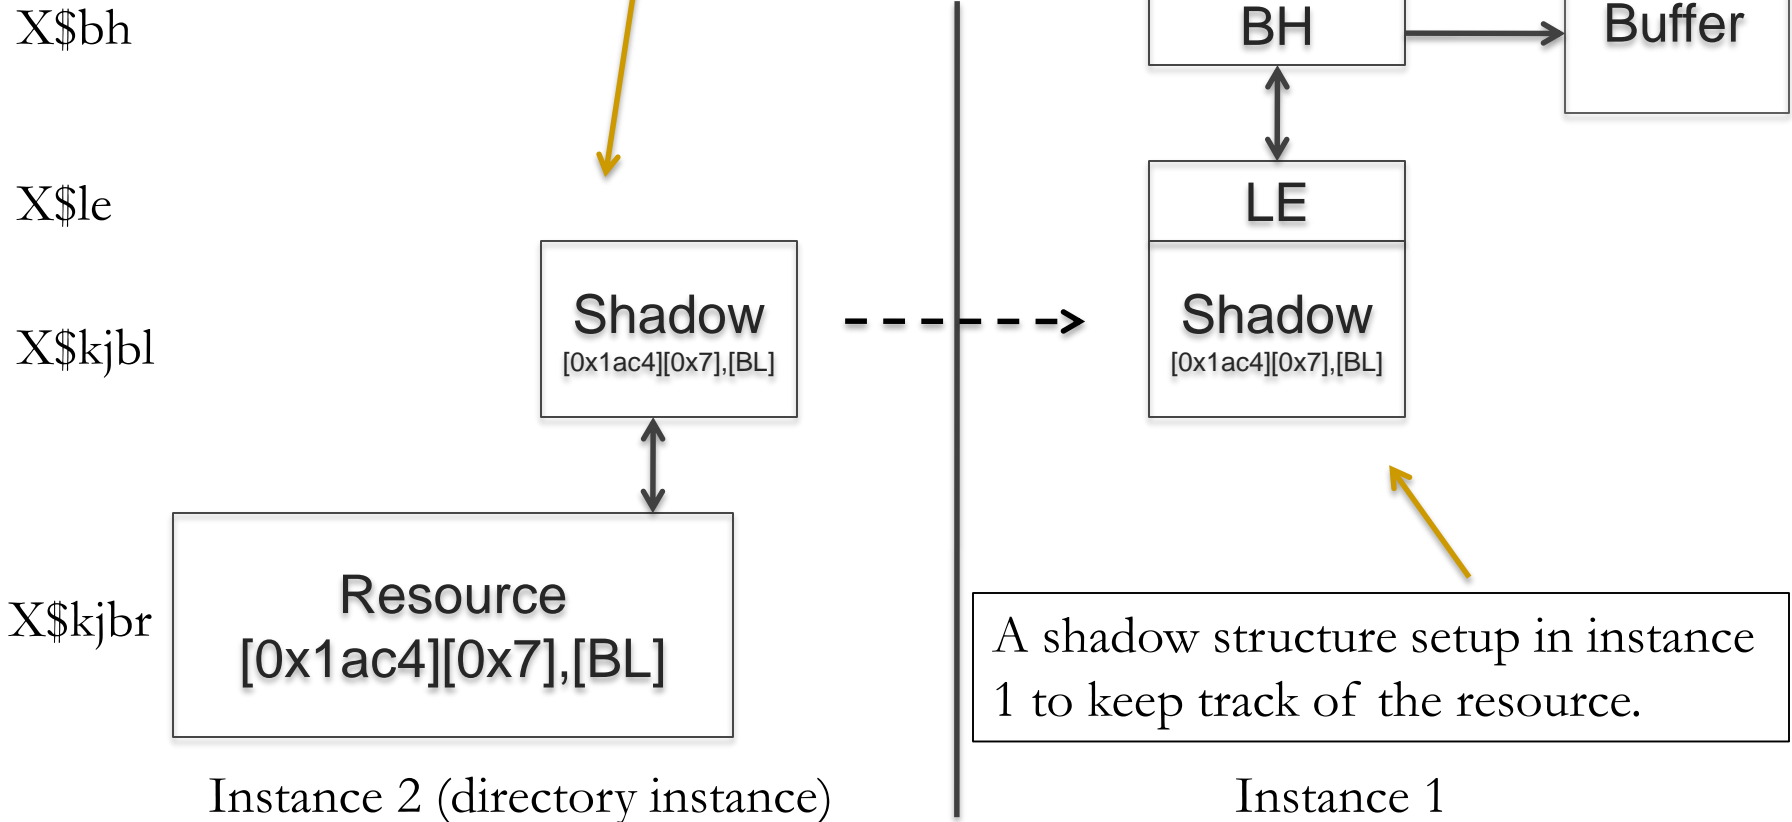 X$bh
BH
Buffer
X$le
LE
X$kjbl
Shadow
[0x1ac4][0x7],[BL]
Shadow
[0x1ac4][0x7],[BL]
X$kjbr
Resource
[0x1ac4][0x7],[BL]
A shadow structure setup in instance
1 to keep track of the resource.
Instance 2 (directory instance)
Instance 1